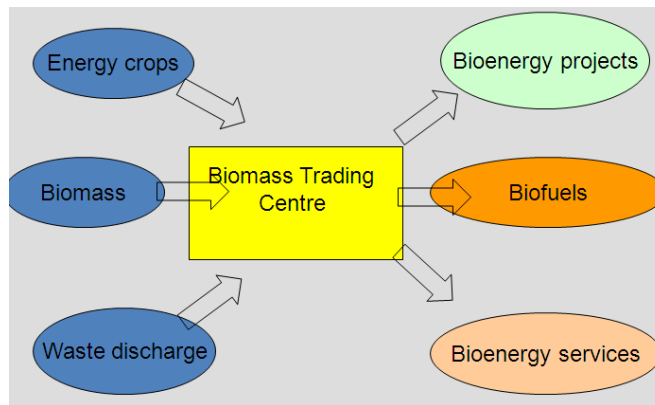 Energy crops
Bioenergy projects
Biomass
Biomass Trading
Centre
Biofuels
Waste discharge
Bioenergy services